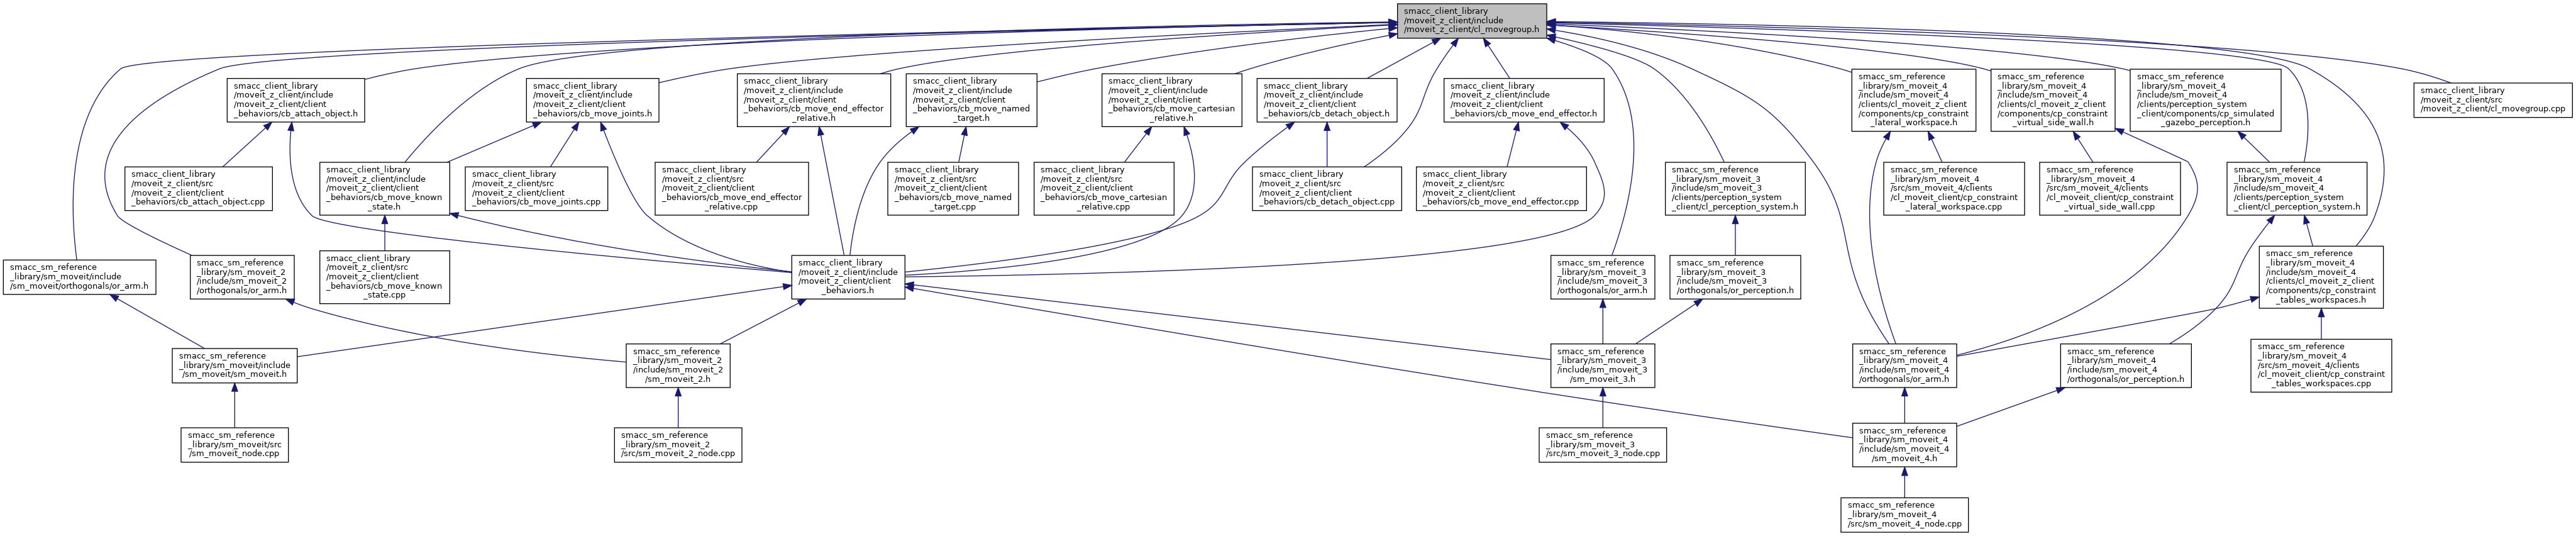 smacc_client_library
/moveit_z_client/include
/moveit_z_client/cl_movegroup.h
smacc_client_library
/moveit_z_client/include
/moveit_z_client/client
_behaviors/cb_attach_object.h
smacc_client_library
/moveit_z_client/include
/moveit_z_client/client
_behaviors/cb_move_joints.h
smacc_client_library
/moveit_z_client/include
/moveit_z_client/client
_behaviors/cb_move_end_effector
_relative.h
smacc_client_library
/moveit_z_client/include
/moveit_z_client/client
_behaviors/cb_move_named
_target.h
smacc_client_library
/moveit_z_client/include
/moveit_z_client/client
_behaviors/cb_move_cartesian
_relative.h
smacc_client_library
/moveit_z_client/include
/moveit_z_client/client
_behaviors/cb_detach_object.h
smacc_client_library
/moveit_z_client/include
/moveit_z_client/client
_behaviors/cb_move_end_effector.h
smacc_sm_reference
_library/sm_moveit_4
/include/sm_moveit_4
/clients/cl_moveit_z_client
/components/cp_constraint
_lateral_workspace.h
smacc_sm_reference
_library/sm_moveit_4
/include/sm_moveit_4
/clients/cl_moveit_z_client
/components/cp_constraint
_virtual_side_wall.h
smacc_sm_reference
_library/sm_moveit_4
/include/sm_moveit_4
/clients/perception_system
_client/components/cp_simulated
_gazebo_perception.h
smacc_client_library
/moveit_z_client/src
/moveit_z_client/cl_movegroup.cpp
smacc_client_library
/moveit_z_client/src
/moveit_z_client/client
_behaviors/cb_attach_object.cpp
smacc_client_library
/moveit_z_client/include
/moveit_z_client/client
_behaviors/cb_move_known
_state.h
smacc_client_library
/moveit_z_client/src
/moveit_z_client/client
_behaviors/cb_move_joints.cpp
smacc_client_library
/moveit_z_client/src
/moveit_z_client/client
_behaviors/cb_move_end_effector
_relative.cpp
smacc_client_library
/moveit_z_client/src
/moveit_z_client/client
_behaviors/cb_move_named
_target.cpp
smacc_client_library
/moveit_z_client/src
/moveit_z_client/client
_behaviors/cb_move_cartesian
_relative.cpp
smacc_client_library
/moveit_z_client/src
/moveit_z_client/client
_behaviors/cb_detach_object.cpp
smacc_client_library
/moveit_z_client/src
/moveit_z_client/client
_behaviors/cb_move_end_effector.cpp
smacc_sm_reference
_library/sm_moveit_3
/include/sm_moveit_3
/clients/perception_system
_client/cl_perception_system.h
smacc_sm_reference
_library/sm_moveit_4
/src/sm_moveit_4/clients
/cl_moveit_client/cp_constraint
_lateral_workspace.cpp
smacc_sm_reference
_library/sm_moveit_4
/src/sm_moveit_4/clients
/cl_moveit_client/cp_constraint
_virtual_side_wall.cpp
smacc_sm_reference
_library/sm_moveit_4
/include/sm_moveit_4
/clients/perception_system
_client/cl_perception_system.h
smacc_sm_reference
_library/sm_moveit/include
/sm_moveit/orthogonals/or_arm.h
smacc_sm_reference
_library/sm_moveit_2
/include/sm_moveit_2
/orthogonals/or_arm.h
smacc_client_library
/moveit_z_client/src
/moveit_z_client/client
_behaviors/cb_move_known
_state.cpp
smacc_client_library
/moveit_z_client/include
/moveit_z_client/client
_behaviors.h
smacc_sm_reference
_library/sm_moveit_3
/include/sm_moveit_3
/orthogonals/or_arm.h
smacc_sm_reference
_library/sm_moveit_3
/include/sm_moveit_3
/orthogonals/or_perception.h
smacc_sm_reference
_library/sm_moveit_4
/include/sm_moveit_4
/clients/cl_moveit_z_client
/components/cp_constraint
_tables_workspaces.h
smacc_sm_reference
_library/sm_moveit/include
/sm_moveit/sm_moveit.h
smacc_sm_reference
_library/sm_moveit_2
/include/sm_moveit_2
/sm_moveit_2.h
smacc_sm_reference
_library/sm_moveit_3
/include/sm_moveit_3
/sm_moveit_3.h
smacc_sm_reference
_library/sm_moveit_4
/include/sm_moveit_4
/orthogonals/or_arm.h
smacc_sm_reference
_library/sm_moveit_4
/include/sm_moveit_4
/orthogonals/or_perception.h
smacc_sm_reference
_library/sm_moveit_4
/src/sm_moveit_4/clients
/cl_moveit_client/cp_constraint
_tables_workspaces.cpp
smacc_sm_reference
_library/sm_moveit/src
/sm_moveit_node.cpp
smacc_sm_reference
_library/sm_moveit_2
/src/sm_moveit_2_node.cpp
smacc_sm_reference
_library/sm_moveit_3
/src/sm_moveit_3_node.cpp
smacc_sm_reference
_library/sm_moveit_4
/include/sm_moveit_4
/sm_moveit_4.h
smacc_sm_reference
_library/sm_moveit_4
/src/sm_moveit_4_node.cpp